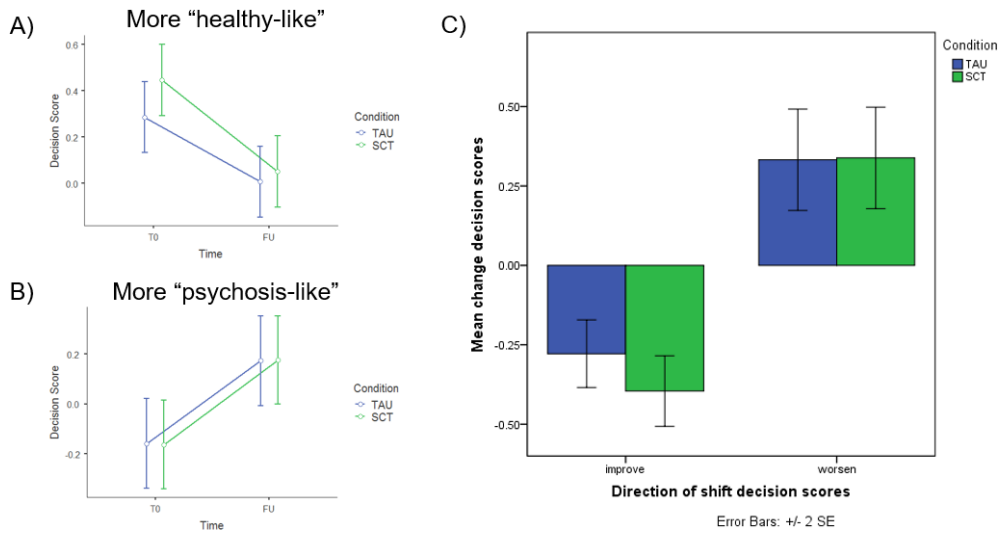 A)
More “healthy-like”
0.6
0.4
0.2
0.0
Decision Score
T0
FU
Time
Condition
TAU
SCT
B)
More “psychosis-like”
0.2
0.0
-0.2
Decision Score
T0
FU
Time
Condition
TAU
SCT
C)
Condition
TAU
SCT
0.50
0.25
0.00
-0.25
-0.50
Mean change decision scores
improve
worsen
Direction of shift decision scores
Error Bars: +/- 2 SE